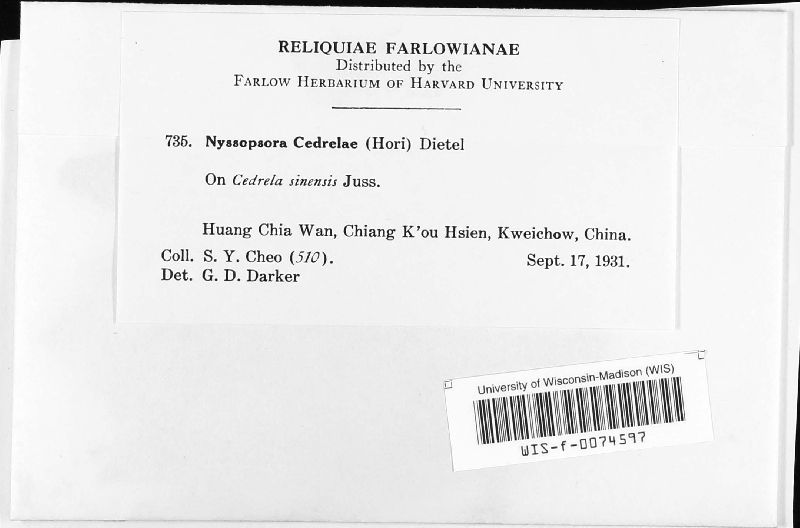 RELIQUIAE FARLOWIANAE
Distributed by the
FARLOW HERBARIUM OF HARVARD UNIVERSITY
735. Nyssopsora Cedrelae (Hori) Dietel
On Cedrela sinensis Juss.
Huang Chia Wan, Chiang K'ou Hsien, Kweichow, China.
Coll. S. Y. Cheo (510). Sept. 17, 1931.
Det. G. D. Darker
University of Wisconsin-Madison (WIS)
WIS-f-0074597